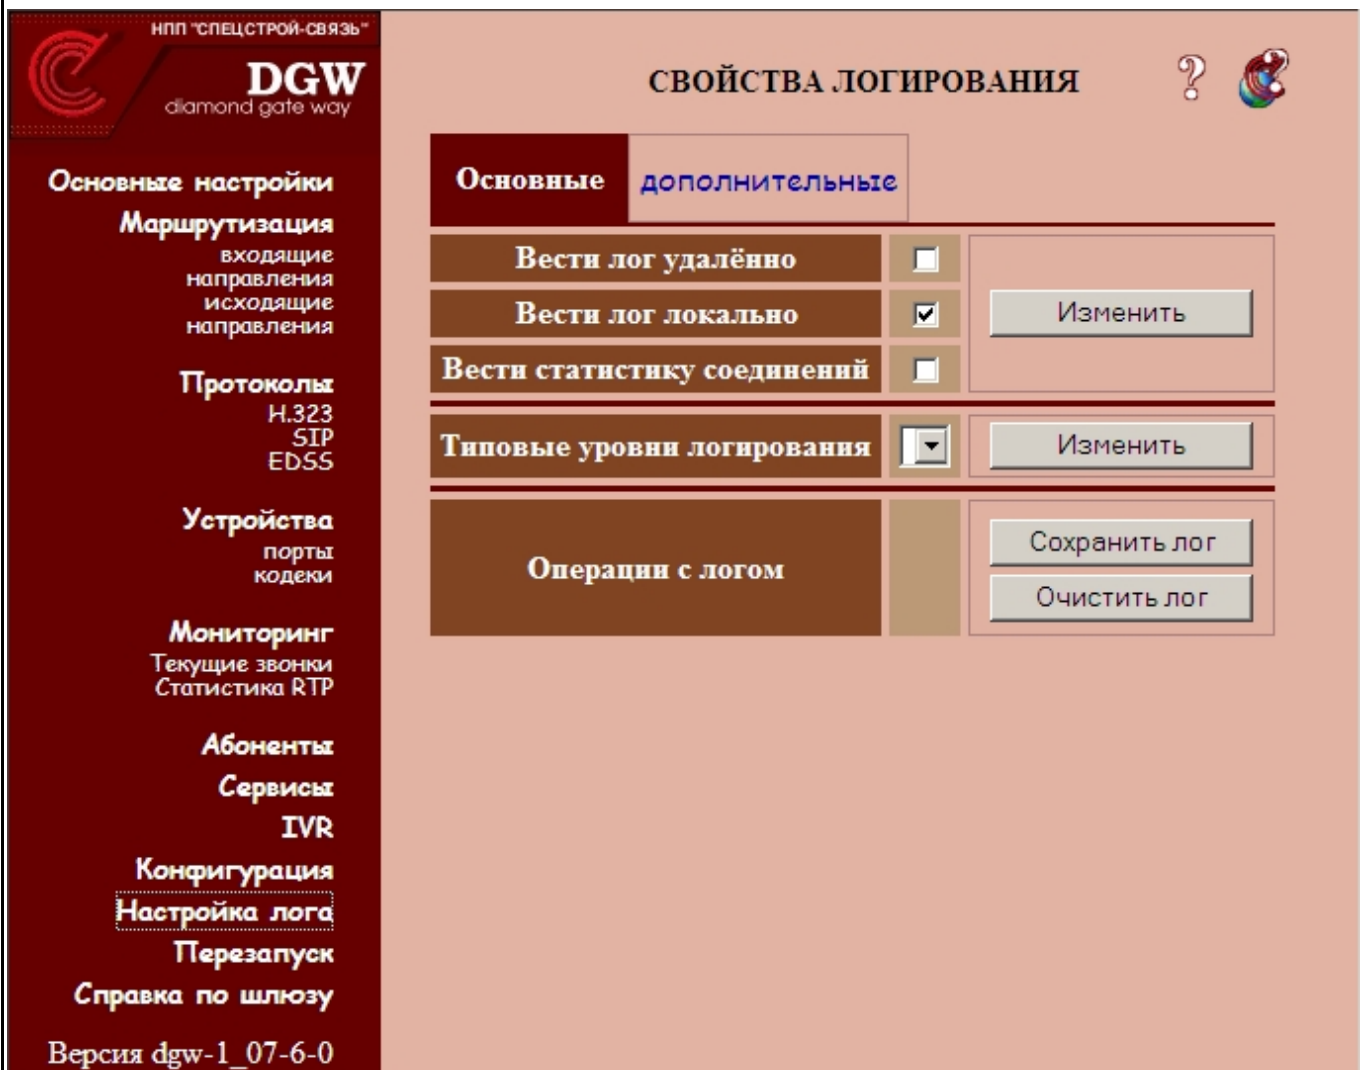 НПП "СПЕЦСТРОЙ-СВЯЗЬ"
DGW
diamond gate way
Основные настройки
Маршрутизация
входящие
направления
исходящие
направления
Протоколы
H.323
SIP
EDSS
Устройства
порты
кодеки
Мониторинг
Текущие звонки
Статистика RTP
Абоненты
Сервисы
IVR
Конфигурация
Настройка лога
Перезапуск
Справка по шлюзу
Версия dgw-1_07-6-0
СВОЙСТВА ЛОГИРОВАНИЯ
?
Основные дополнительные
Вести лог удалённо
Вести лог локально
Изменить
Вести статистику соединений
Типовые уровни логирования
Изменить
Операции с логом
Сохранить лог
Очистить лог